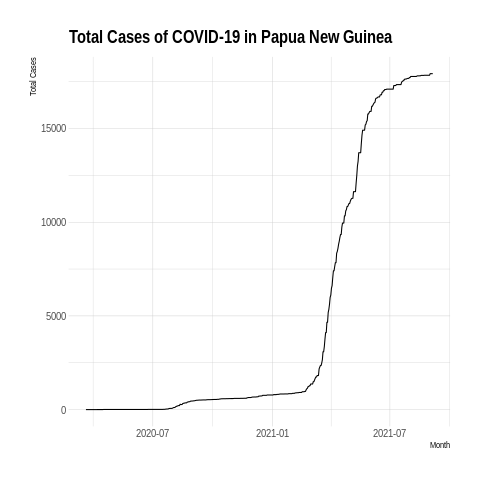 Total Cases of COVID-19 in Papua New Guinea
Total Cases
15000
10000
5000
0
2020-07 2021-01 2021-07
Month